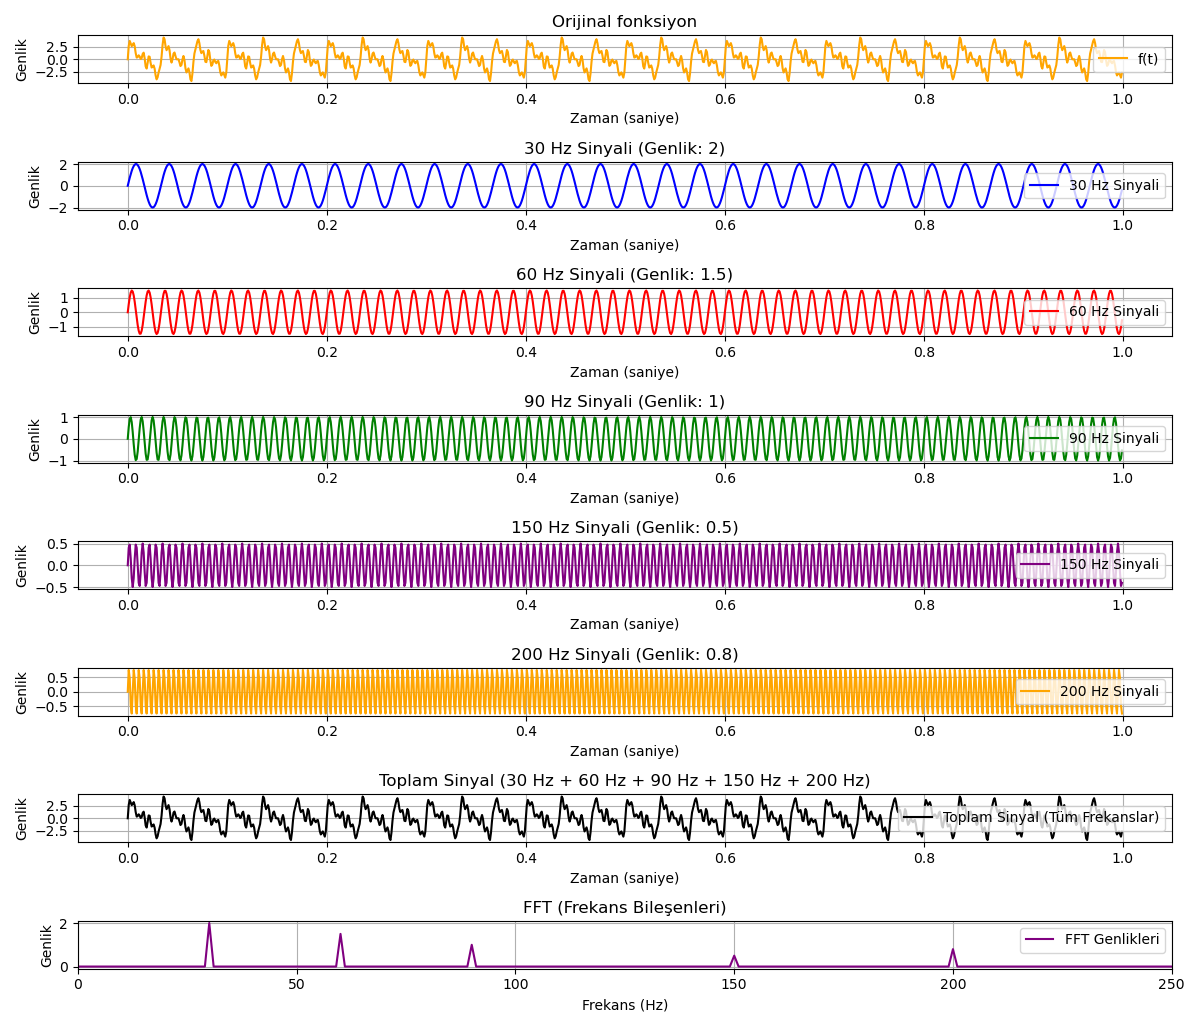 Orijinal fonksiyon
Genlik
2.5
0.0
−2.5
f(t)
0.0 0.2 0.4 0.6 0.8 1.0
Zaman (saniye)
30 Hz Sinyali (Genlik: 2)
Genlik
2
0
−2
30 Hz Sinyali
0.0 0.2 0.4 0.6 0.8 1.0
Zaman (saniye)
60 Hz Sinyali (Genlik: 1.5)
Genlik
1
0
−1
60 Hz Sinyali
0.0 0.2 0.4 0.6 0.8 1.0
Zaman (saniye)
90 Hz Sinyali (Genlik: 1)
Genlik
1
0
−1
90 Hz Sinyali
0.0 0.2 0.4 0.6 0.8 1.0
Zaman (saniye)
150 Hz Sinyali (Genlik: 0.5)
Genlik
0.5
0.0
−0.5
150 Hz Sinyali
0.0 0.2 0.4 0.6 0.8 1.0
Zaman (saniye)
200 Hz Sinyali (Genlik: 0.8)
Genlik
0.5
0.0
−0.5
200 Hz Sinyali
0.0 0.2 0.4 0.6 0.8 1.0
Zaman (saniye)
Toplam Sinyal (30 Hz + 60 Hz + 90 Hz + 150 Hz + 200 Hz)
Genlik
2.5
0.0
−2.5
Toplam Sinyal (Tüm Frekanslar)
0.0 0.2 0.4 0.6 0.8 1.0
Zaman (saniye)
FFT (Frekans Bileşenleri)
Genlik
2
0
FFT Genlikleri
0 50 100 150 200 250
Frekans (Hz)